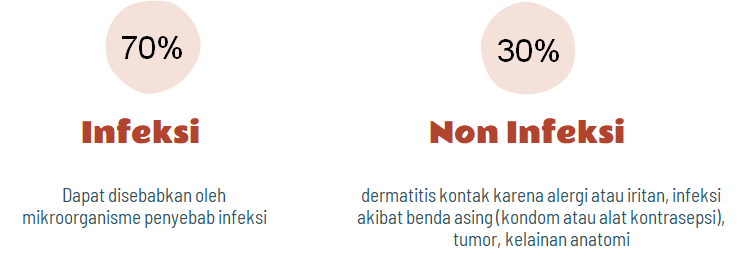 70%
Infeksi
Dapat disebabkan oleh
mikroorganisme penyebab infeksi
30%
Non Infeksi
dermatitis kontak karena alergi atau iritan, infeksi
akibat benda asing (kondom atau alat kontrasepsi),
tumor, kelainan anatomi